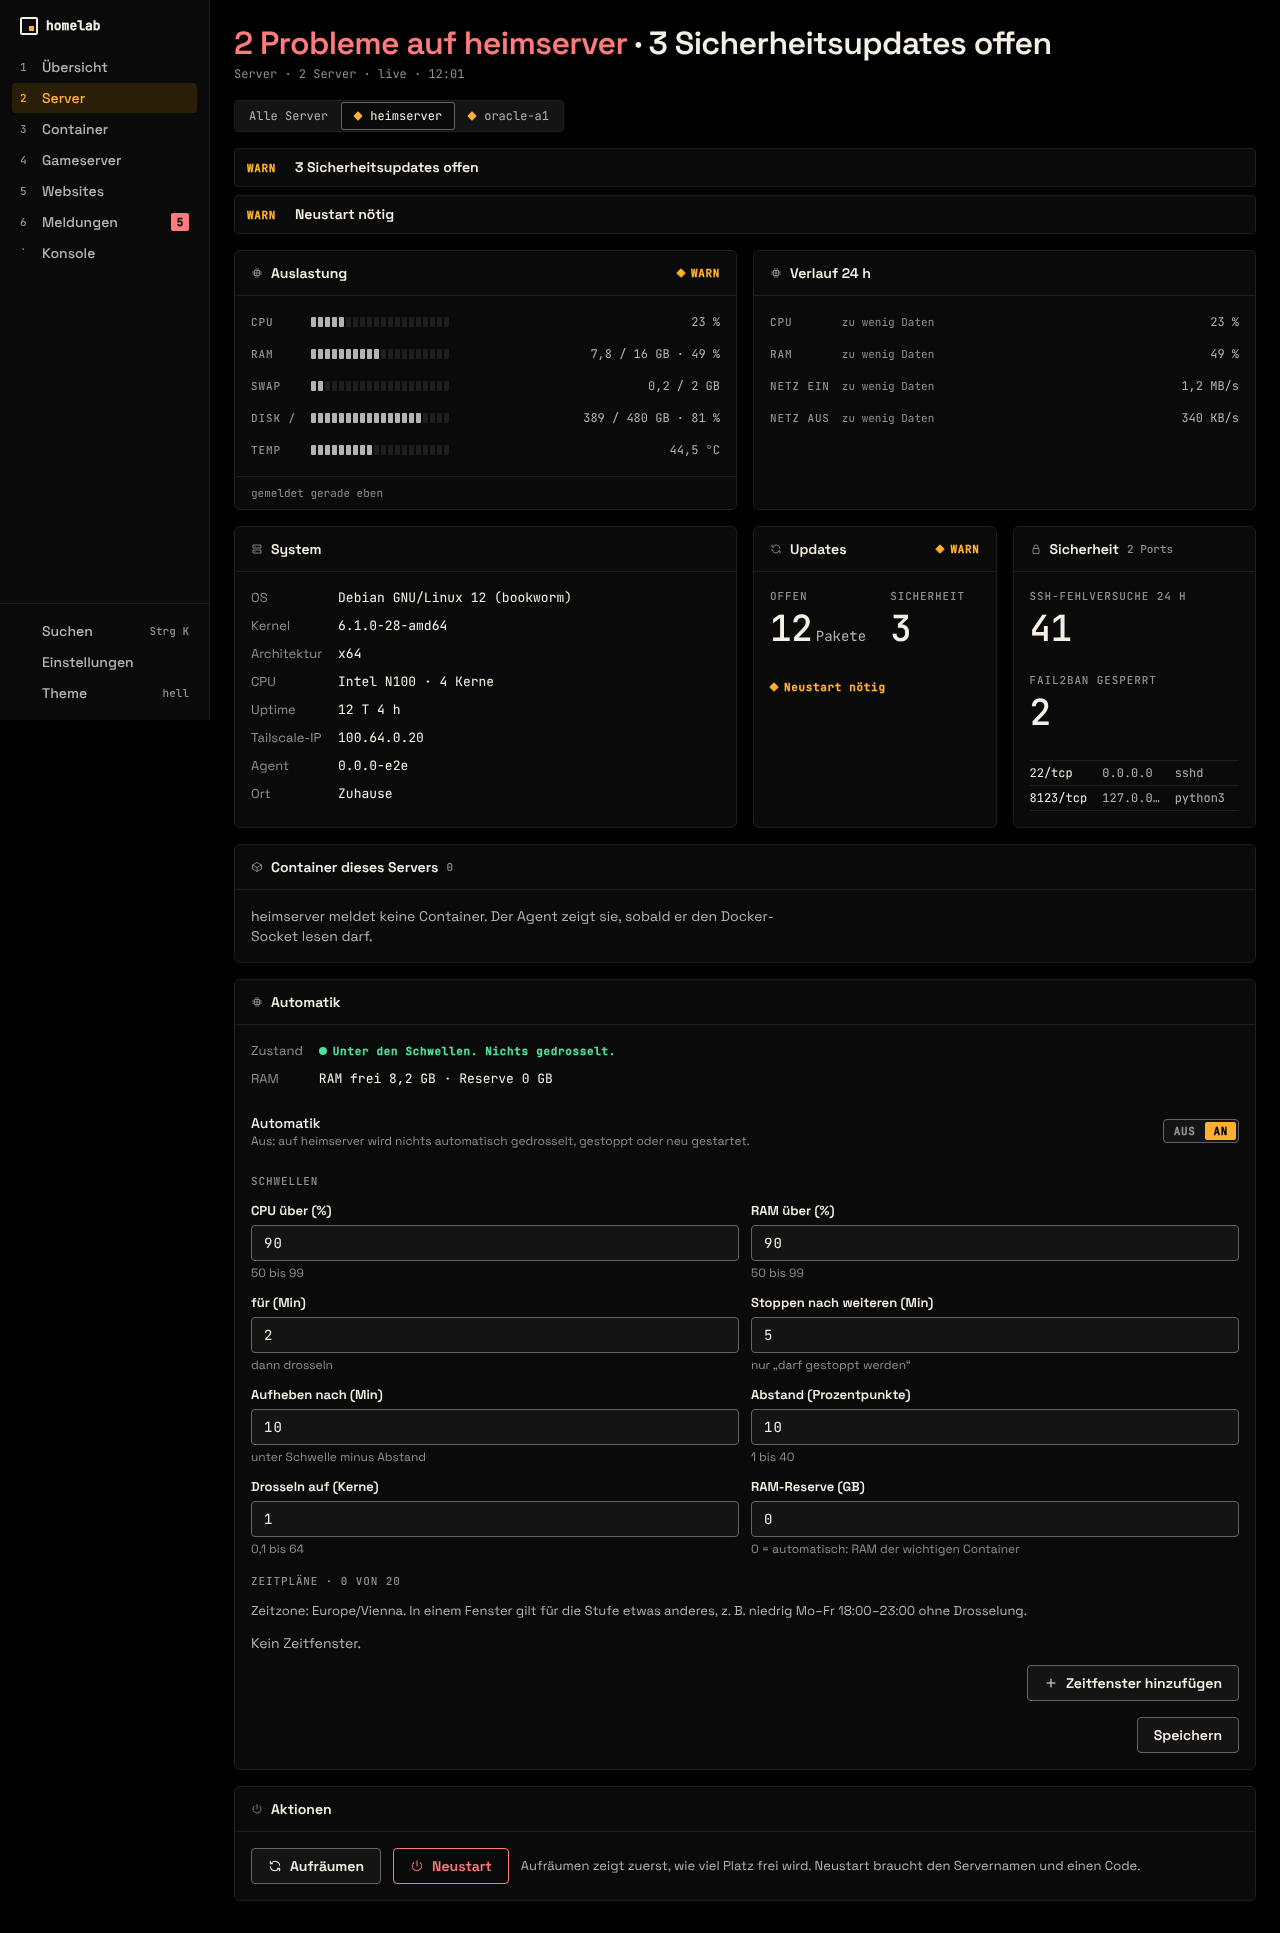 homelab
1 Übersicht
2 Server
3 Container
4 Gameserver
5 Websites
6 Meldungen 5
` Konsole
Suchen Strg K
Einstellungen
Theme hell
2 Probleme auf heimserver · 3 Sicherheitsupdates offen
Server · 2 Server · live · 12:01
Alle Server heimserver oracle-a1
WARN 3 Sicherheitsupdates offen
WARN Neustart nötig
Auslastung WARN
CPU 23 %
RAM 7,8 / 16 GB · 49 %
SWAP 0,2 / 2 GB
DISK / 389 / 480 GB · 81 %
TEMP 44,5 °C
gemeldet gerade eben
Verlauf 24 h
CPU zu wenig Daten 23 %
RAM zu wenig Daten 49 %
NETZ EIN zu wenig Daten 1,2 MB/s
NETZ AUS zu wenig Daten 340 KB/s
System
OS Debian GNU/Linux 12 (bookworm)
Kernel 6.1.0-28-amd64
Architektur x64
CPU Intel N100 · 4 Kerne
Uptime 12 T 4 h
Tailscale-IP 100.64.0.20
Agent 0.0.0-e2e
Ort Zuhause
Updates WARN
OFFEN SICHERHEIT
12 Pakete 3
Neustart nötig
Sicherheit 2 Ports
SSH-FEHLVERSUCHE 24 H
41
FAIL2BAN GESPERRT
2
22/tcp 0.0.0.0 sshd
8123/tcp 127.0.0… python3
Container dieses Servers 0
heimserver meldet keine Container. Der Agent zeigt sie, sobald er den Docker-
Socket lesen darf.
Automatik
Zustand Unter den Schwellen. Nichts gedrosselt.
RAM RAM frei 8,2 GB · Reserve 0 GB
Automatik
Aus: auf heimserver wird nichts automatisch gedrosselt, gestoppt oder neu gestartet.
AUS AN
SCHWELLEN
CPU über (%) RAM über (%)
90 90
50 bis 99 50 bis 99
für (Min) Stoppen nach weiteren (Min)
2 5
dann drosseln nur „darf gestoppt werden“
Aufheben nach (Min) Abstand (Prozentpunkte)
10 10
unter Schwelle minus Abstand 1 bis 40
Drosseln auf (Kerne) RAM-Reserve (GB)
1 0
0,1 bis 64 0 = automatisch: RAM der wichtigen Container
ZEITPLÄNE · 0 VON 20
Zeitzone: Europe/Vienna. In einem Fenster gilt für die Stufe etwas anderes, z. B. niedrig Mo–Fr 18:00–23:00 ohne Drosselung.
Kein Zeitfenster.
+ Zeitfenster hinzufügen
Speichern
Aktionen
Aufräumen Neustart Aufräumen zeigt zuerst, wie viel Platz frei wird. Neustart braucht den Servernamen und einen Code.